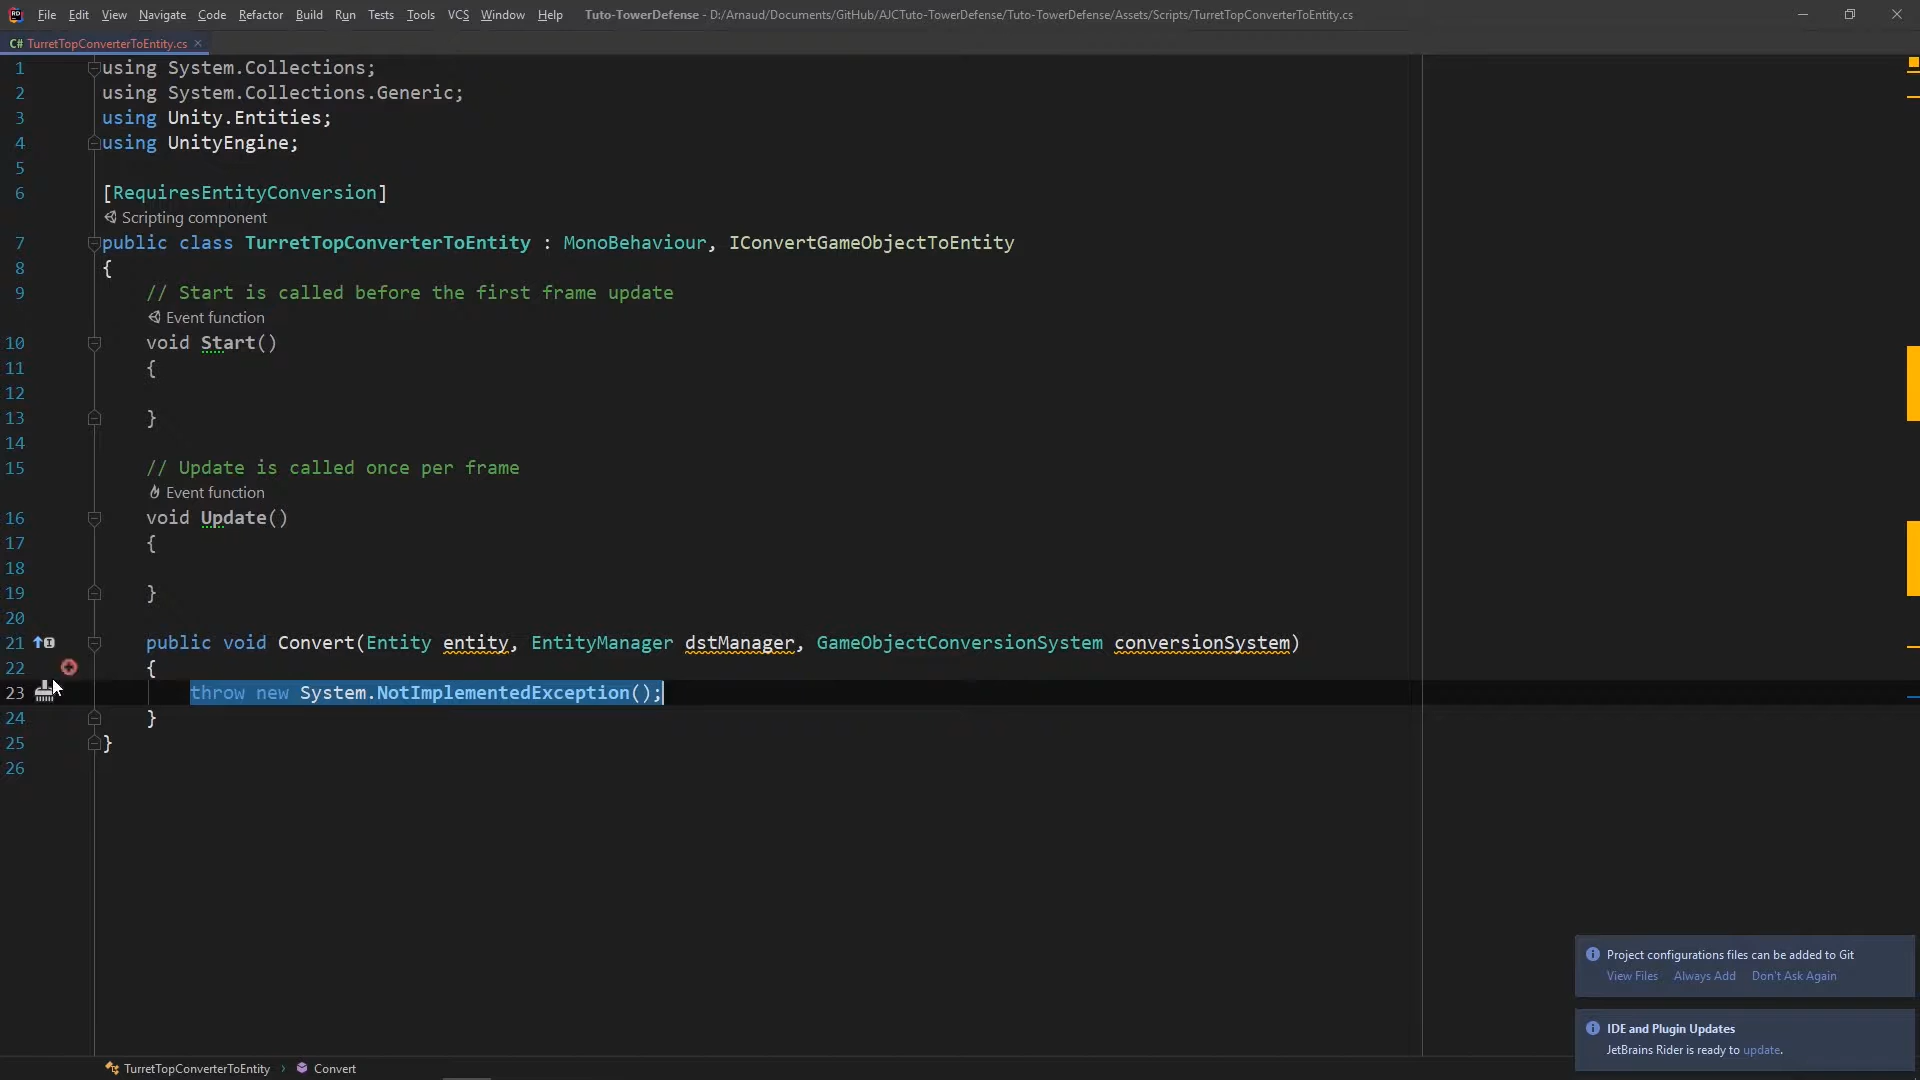 File Edit View Navigate Code Refactor Build Run Tests Tools VCS Window Help Tuto-TowerDefense - D:/Arnaud/Documents/GitHub/AJCTuto-TowerDefense/Tuto-TowerDefense/Assets/Scripts/TurretTopConverterToEntity.cs
C# TurretTopConverterToEntity.cs
1 using System.Collections;
2 using System.Collections.Generic;
3 using Unity.Entities;
4 using UnityEngine;
5
6 [RequiresEntityConversion]
Scripting component
7 public class TurretTopConverterToEntity : MonoBehaviour, IConvertGameObjectToEntity
8 {
9 // Start is called before the first frame update
Event function
10 void Start()
11 {
12
13 }
14
15 // Update is called once per frame
Event function
16 void Update()
17 {
18
19 }
20
21 public void Convert(Entity entity, EntityManager dstManager, GameObjectConversionSystem conversionSystem)
22 {
23 throw new System.NotImplementedException();
24 }
25 }
26
Project configurations files can be added to Git
View Files Always Add Don't Ask Again
IDE and Plugin Updates
JetBrains Rider is ready to update.
TurretTopConverterToEntity › Convert